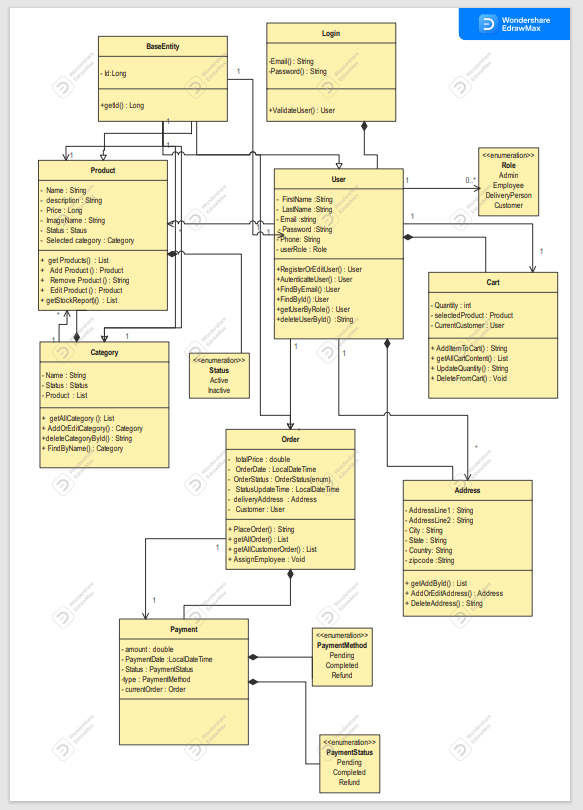 Wondershare
EdrawMax
BaseEntity
- Id:Long
+getId() : Long
Login
-Email() : String
-Password() : String
+ValidateUser() : User
<<enumeration>>
Role
Admin
Employee
DeliveryPerson
Customer
Product
- Name : String
- description : String
- Price : Long
- ImageName : String
- Status : Staus
- Selected category : Category
+ get Products() : List
+ Add Product () : Product
+ Remove Product() : String
+ Edit Product () : Product
+ getStockReport() : List
User
- FirstName :String
- LastName :String
- Email :string
- Password :String
- Phone: String
- userRole : Role
+RegisterOrEditUser() : User
+AutenticatteUser() : User
+FindByEmail() :User
+FindById() :User
+getUserByRole() : User
+deleteUserById() :String
Cart
- Quantity : int
- selectedProduct : Product
- CurrentCustomer : User
+ AddItemToCart() : String
+ getAllCartContent() : List
+ UpdateQuantity() : String
+ DeleteFromCart() : Void
Category
- Name : String
- Status : Status
- Product : List
+ getAllCategory (): List
+ AddOrEditCategory() : Category
+deleteCategoryById() : String
+ FindByName() : Category
<<enumeration>>
Status
Active
Inactive
Order
- totalPrice : double
- OrderDate : LocalDateTime
- OrderStatus : OrderStatus(enum)
- StatusUpdateTime : LocalDateTime
- deliveryAddress : Address
- Customer : User
+ PlaceOrder() : String
+ getAllOrder() : List
+ getAllCustomerOrder() : List
+ AssignEmployee : Void
Address
- AddressLine1 : String
- AddressLine2 : String
- City : String
- State : String
- Country: String
- zipcode :String
+ getAddById() : List
+ AddOrEditAddress() : Address
+ DeleteAddress() : String
Payment
- amount : double
- PaymentDate :LocalDateTime
- Status : PaymentStatus
-type : PaymentMethod
- currentOrder : Order
<<enumeration>>
PaymentMethod
Pending
Completed
Refund
<<enumeration>>
PaymentStatus
Pending
Completed
Refund
1
1
1
1
0..*
1
1
1
1
*
*
1
1
1
1
*
1
1